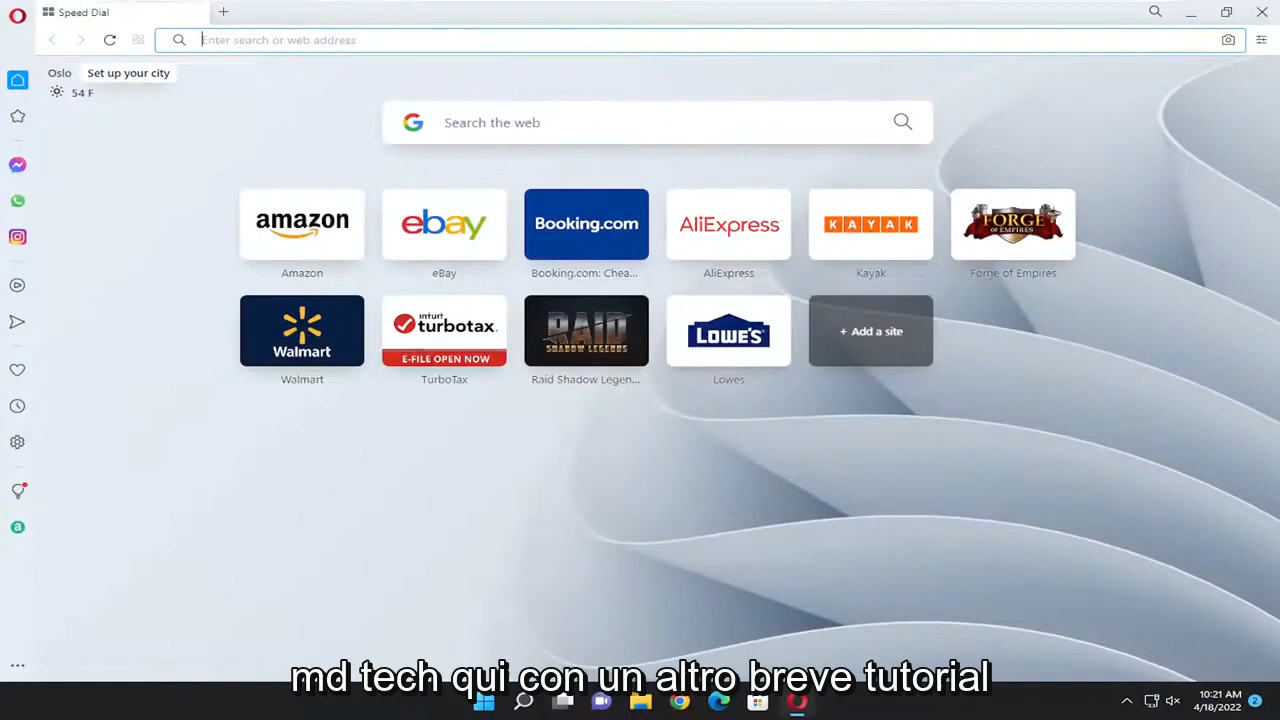 Speed Dial
Enter search or web address
Oslo
Set up your city
54 F
Search the web
amazon
ebay
Booking.com
AliExpress
KAYAK
FORGE
OF EMPIRES
Amazon
eBay
Booking.com: Chea...
AliExpress
Kayak
Forge of Empires
Walmart
intuit
turbotax.
E-FILE OPEN NOW
RAID
SHADOW LEGENDS
LOWE'S
+ Add a site
Walmart
TurboTax
Raid Shadow Legen...
Lowes
a
md tech qui con un altro breve tutorial
10:21 AM
4/18/2022
2